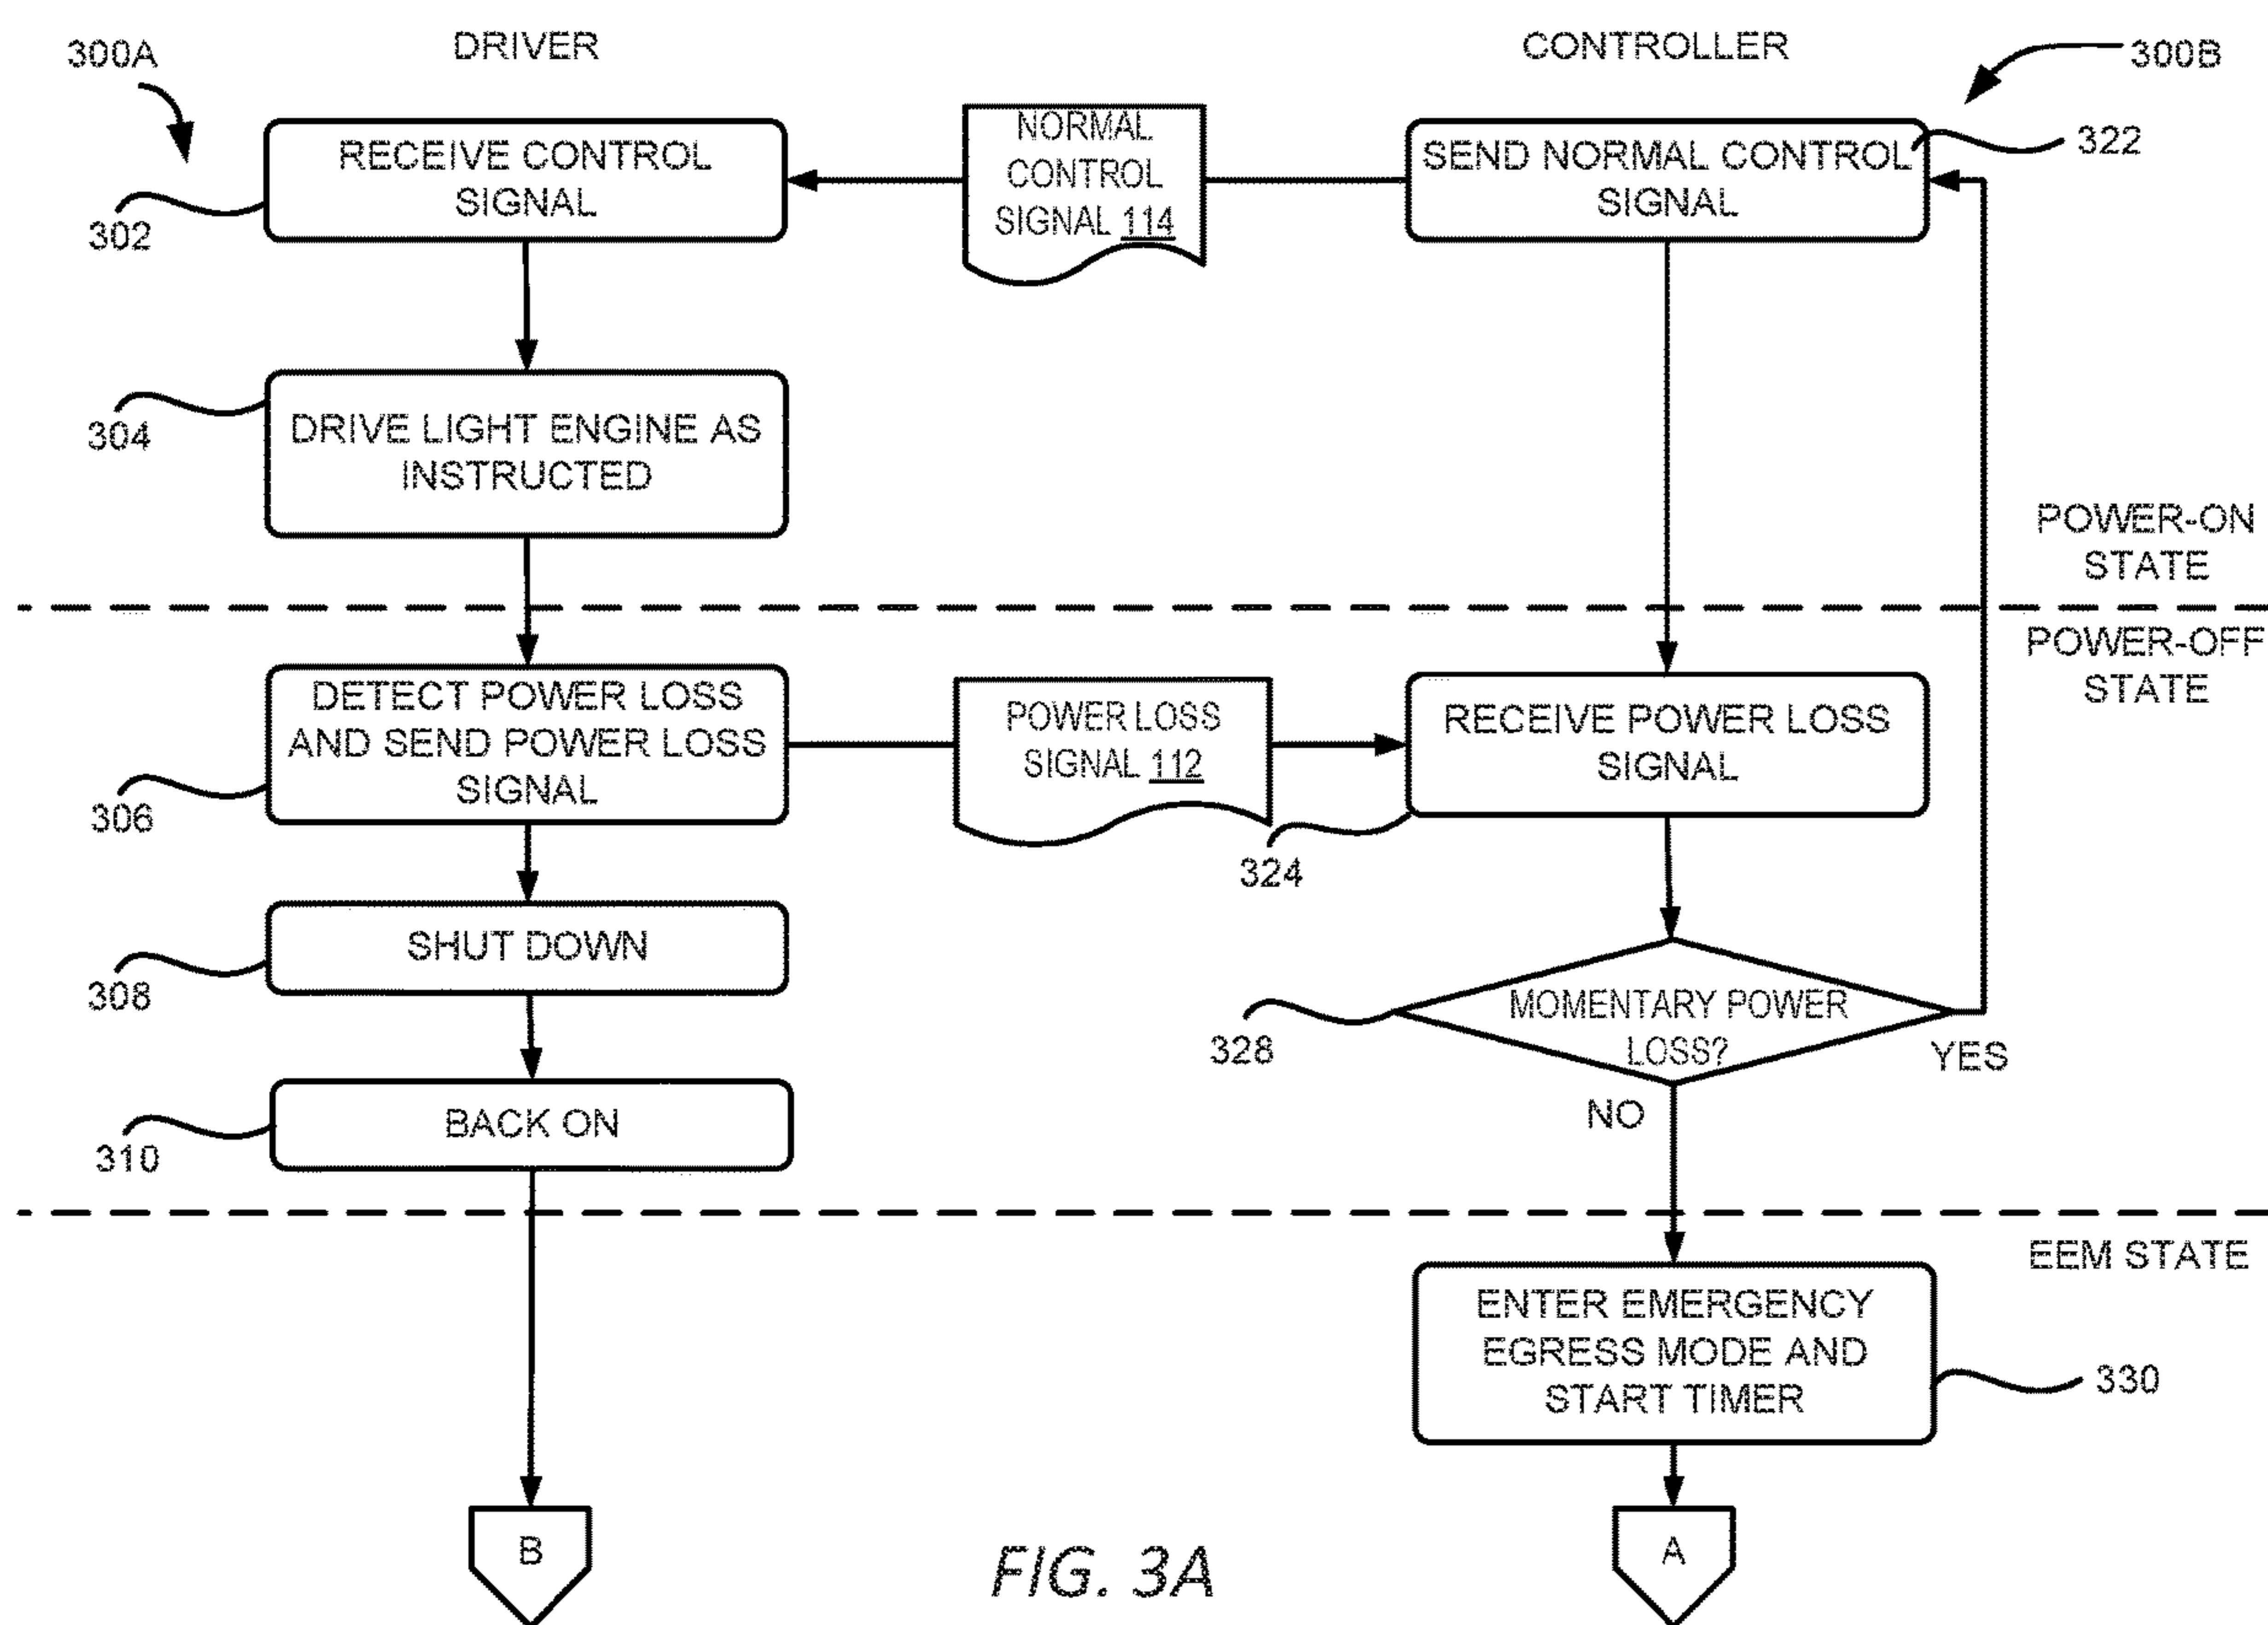 300A
DRIVER
CONTROLLER
300B
RECEIVE CONTROL
SIGNAL
302
NORMAL
CONTROL
SIGNAL 114
SEND NORMAL CONTROL
SIGNAL
322
DRIVE LIGHT ENGINE AS
INSTRUCTED
304
POWER-ON
STATE
POWER-OFF
STATE
DETECT POWER LOSS
AND SEND POWER LOSS
SIGNAL
306
POWER LOSS
SIGNAL 112
RECEIVE POWER LOSS
SIGNAL
324
SHUT DOWN
308
MOMENTARY POWER
LOSS?
328
YES
NO
BACK ON
310
EEM STATE
ENTER EMERGENCY
EGRESS MODE AND
START TIMER
330
B
A
FIG. 3A